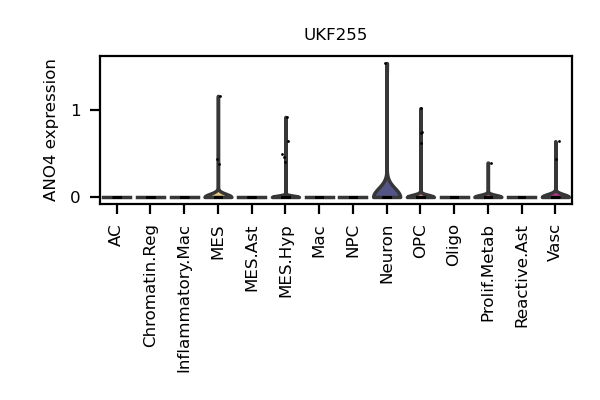 UKF255
ANO4 expression
1
0
AC
Chromatin.Reg
Inflammatory.Mac
MES
MES.Ast
MES.Hyp
Mac
NPC
Neuron
OPC
Oligo
Prolif.Metab
Reactive.Ast
Vasc